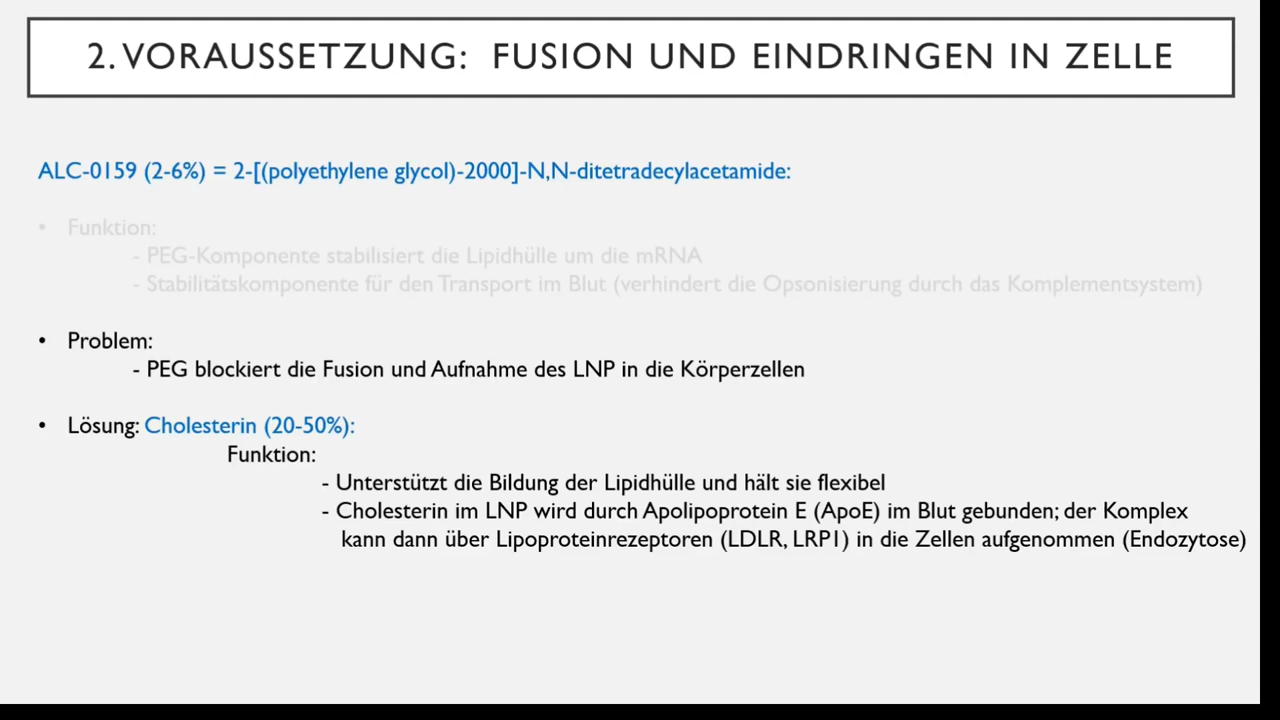 2. VORAUSSETZUNG: FUSION UND EINDRINGEN IN ZELLE
ALC-0159 (2-6%) = 2-[(polyethylene glycol)-2000]-N,N-ditetradecylacetamide:
• Funktion:
- PEG-Komponente stabilisiert die Lipidhülle um die mRNA
- Stabilitätskomponente für den Transport im Blut (verhindert die Opsonisierung durch das Komplementsystem)
• Problem:
- PEG blockiert die Fusion und Aufnahme des LNP in die Körperzellen
• Lösung: Cholesterin (20-50%):
Funktion:
- Unterstützt die Bildung der Lipidhülle und hält sie flexibel
- Cholesterin im LNP wird durch Apolipoprotein E (ApoE) im Blut gebunden; der Komplex
kann dann über Lipoproteinrezeptoren (LDLR, LRP1) in die Zellen aufgenommen (Endozytose)